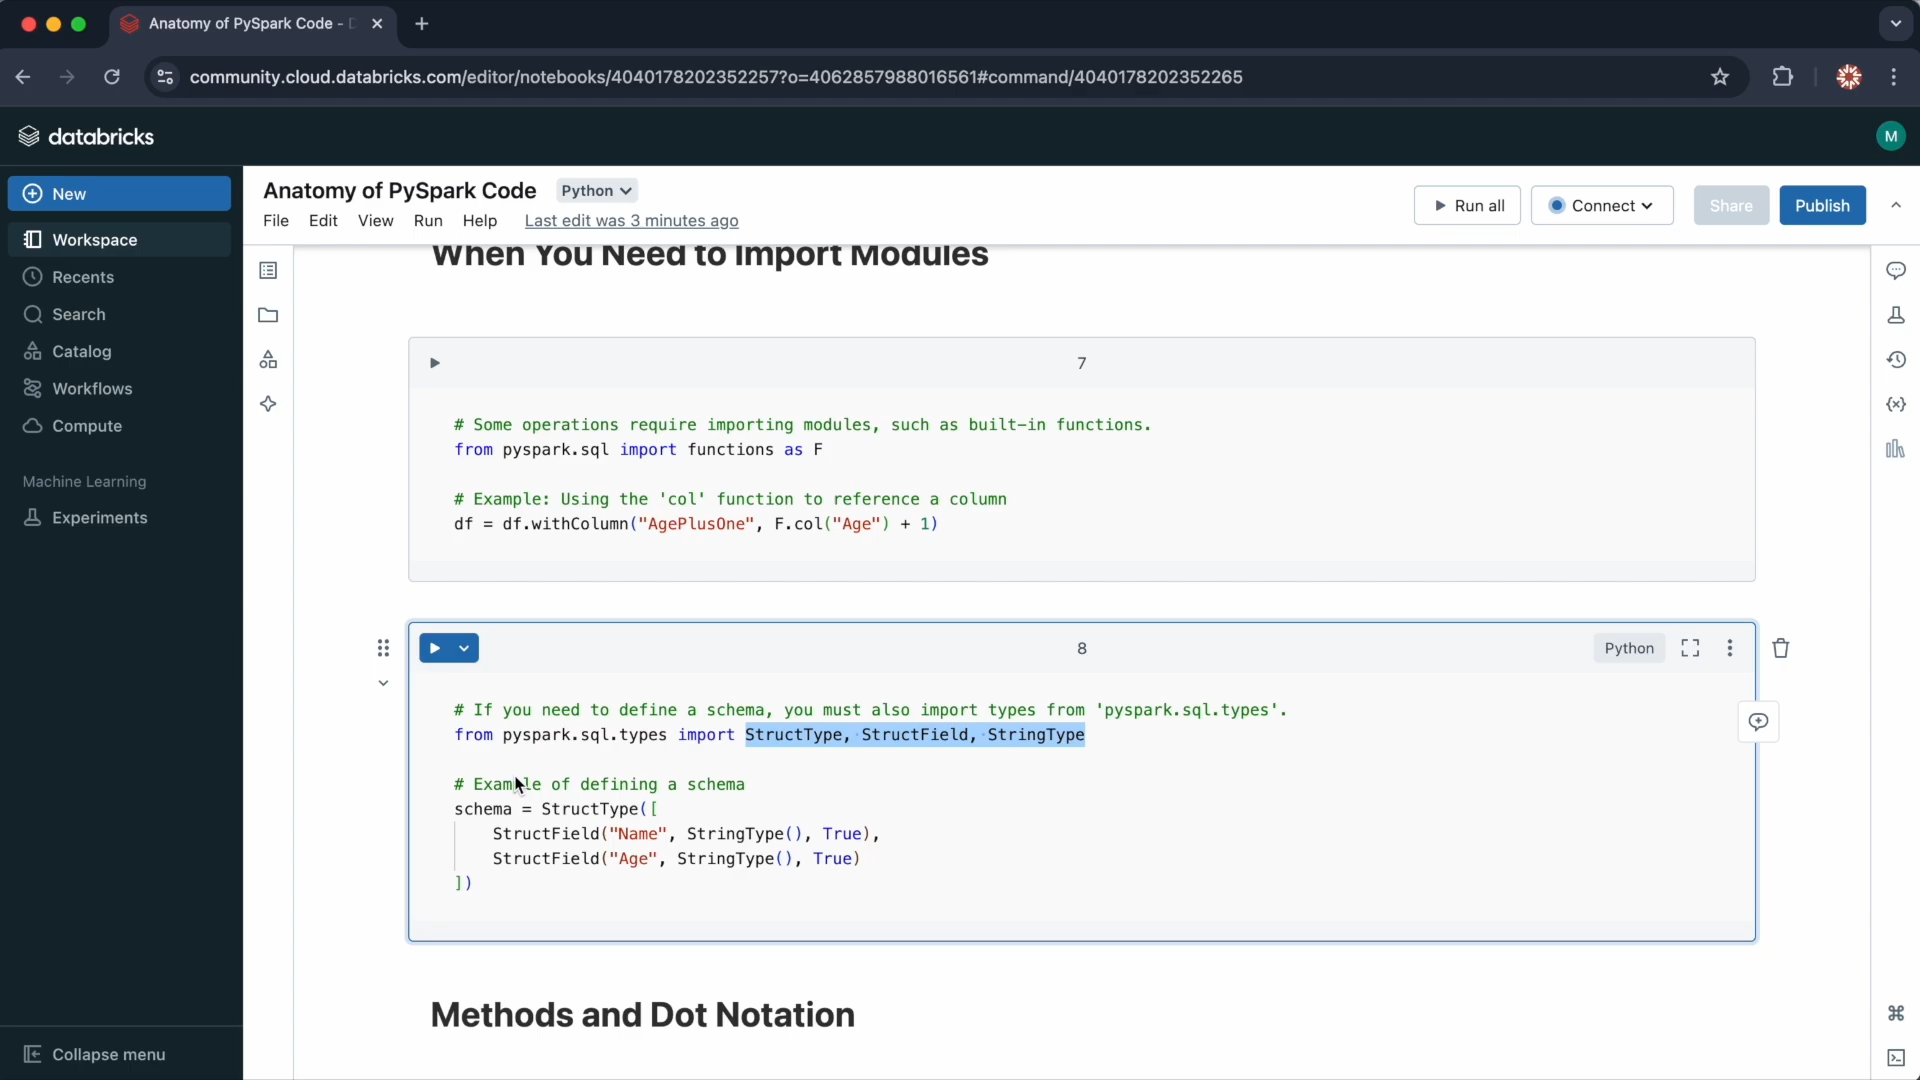 Anatomy of PySpark Code - D
community.cloud.databricks.com/editor/notebooks/4040178202352257?o=4062857988016561#command/4040178202352265
databricks
M
New
Workspace
Recents
Search
Catalog
Workflows
Compute
Machine Learning
Experiments
Collapse menu
Anatomy of PySpark Code
Python
File Edit View Run Help Last edit was 3 minutes ago
Run all
Connect
Share
Publish
When You Need to Import Modules
7
# Some operations require importing modules, such as built-in functions.
from pyspark.sql import functions as F
# Example: Using the 'col' function to reference a column
df = df.withColumn("AgePlusOne", F.col("Age") + 1)
8
Python
# If you need to define a schema, you must also import types from 'pyspark.sql.types'.
from pyspark.sql.types import StructType, StructField, StringType
# Example of defining a schema
schema = StructType([
StructField("Name", StringType(), True),
StructField("Age", StringType(), True)
])
Methods and Dot Notation